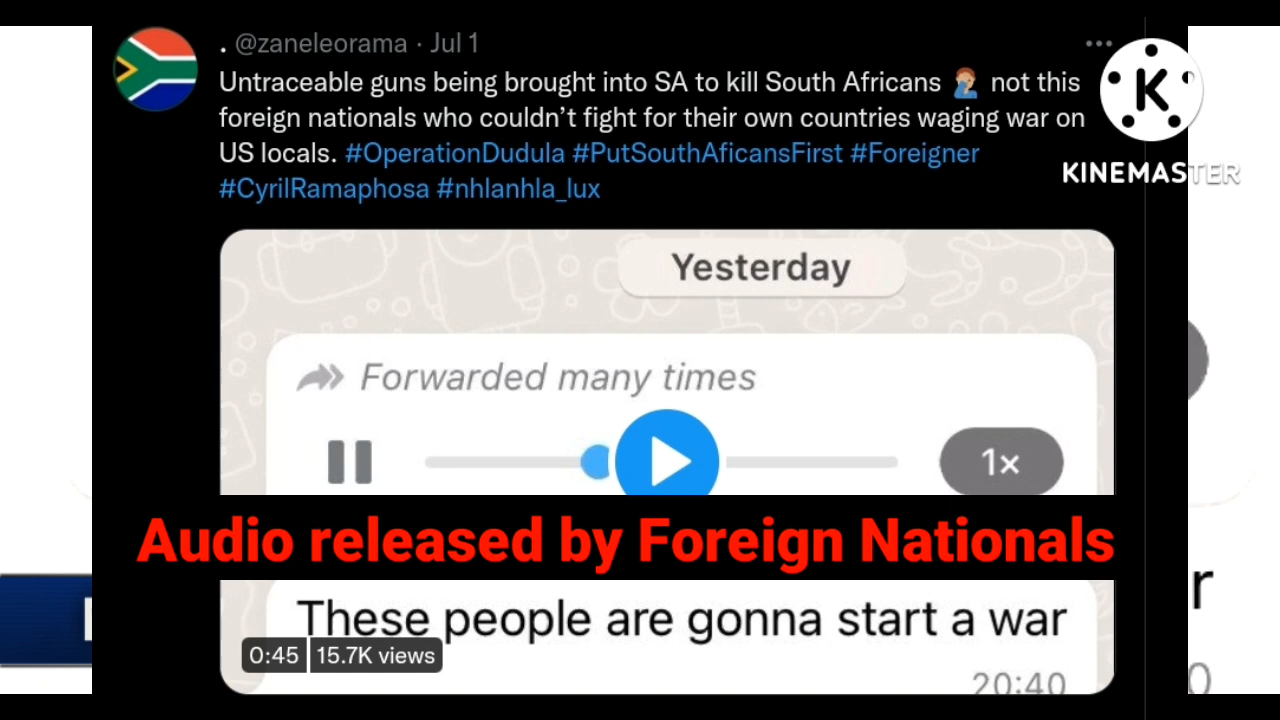 . @zaneleorama · Jul 1
Untraceable guns being brought into SA to kill South Africans 🤦🏼‍♂️ not this
foreign nationals who couldn't fight for their own countries waging war on
US locals. #OperationDudula #PutSouthAficansFirst #Foreigner
#CyrilRamaphosa #nhlanhla_lux
K
KINEMASTER
Yesterday
Forwarded many times
1x
Audio released by Foreign Nationals
These people are gonna start a war
0:45 15.7K views
20:40